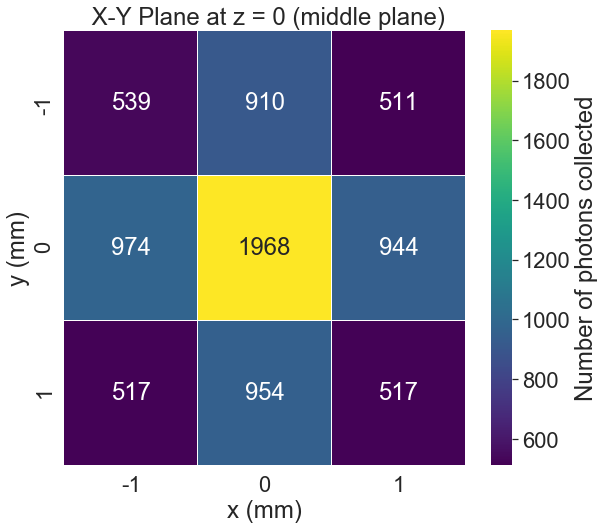 X-Y Plane at z = 0 (middle plane)
-1
539 910 511
y (mm)
0
974 1968 944
1
517 954 517
-1 0 1
x (mm)
1800
1600
1400
1200
1000
800
600
Number of photons collected